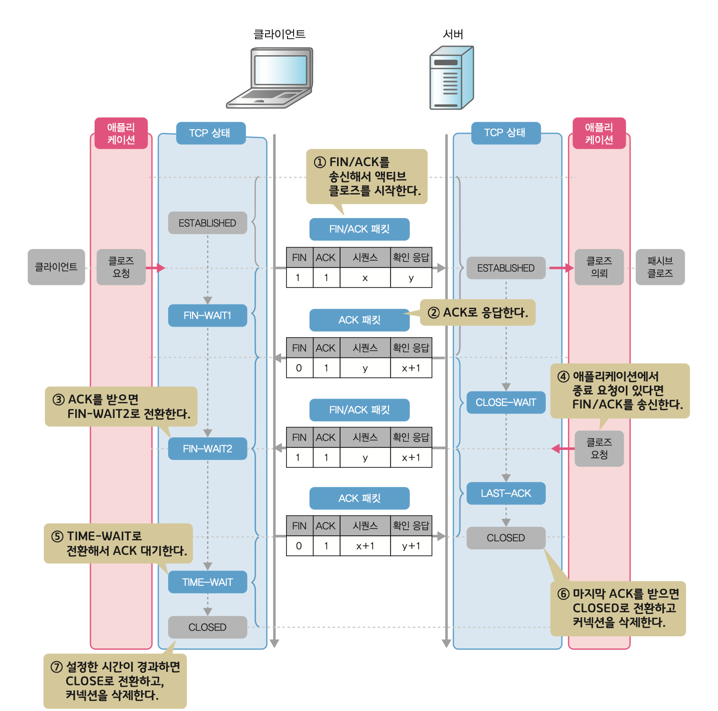 클라이언트
서버
애플리
케이션
TCP 상태
TCP 상태
애플리
케이션
① FIN/ACK를
송신해서 액티브
클로즈를 시작한다.
ESTABLISHED
FIN/ACK 패킷
클라이언트
클로즈
요청
FIN ACK 시퀀스 확인 응답
1 1 x y
ESTABLISHED
클로즈
의뢰
패시브
클로즈
FIN-WAIT1
ACK 패킷
② ACK로 응답한다.
FIN ACK 시퀀스 확인 응답
0 1 y x+1
③ ACK를 받으면
FIN-WAIT2로 전환한다.
CLOSE-WAIT
④ 애플리케이션에서
종료 요청이 있다면
FIN/ACK를 송신한다.
FIN/ACK 패킷
FIN-WAIT2
FIN ACK 시퀀스 확인 응답
1 1 y x+1
클로즈
요청
ACK 패킷
LAST-ACK
FIN ACK 시퀀스 확인 응답
0 1 x+1 y+1
CLOSED
⑤ TIME-WAIT로
전환해서 ACK 대기한다.
TIME-WAIT
⑥ 마지막 ACK를 받으면
CLOSED로 전환하고
커넥션을 삭제한다.
CLOSED
⑦ 설정한 시간이 경과하면
CLOSE로 전환하고,
커넥션을 삭제한다.